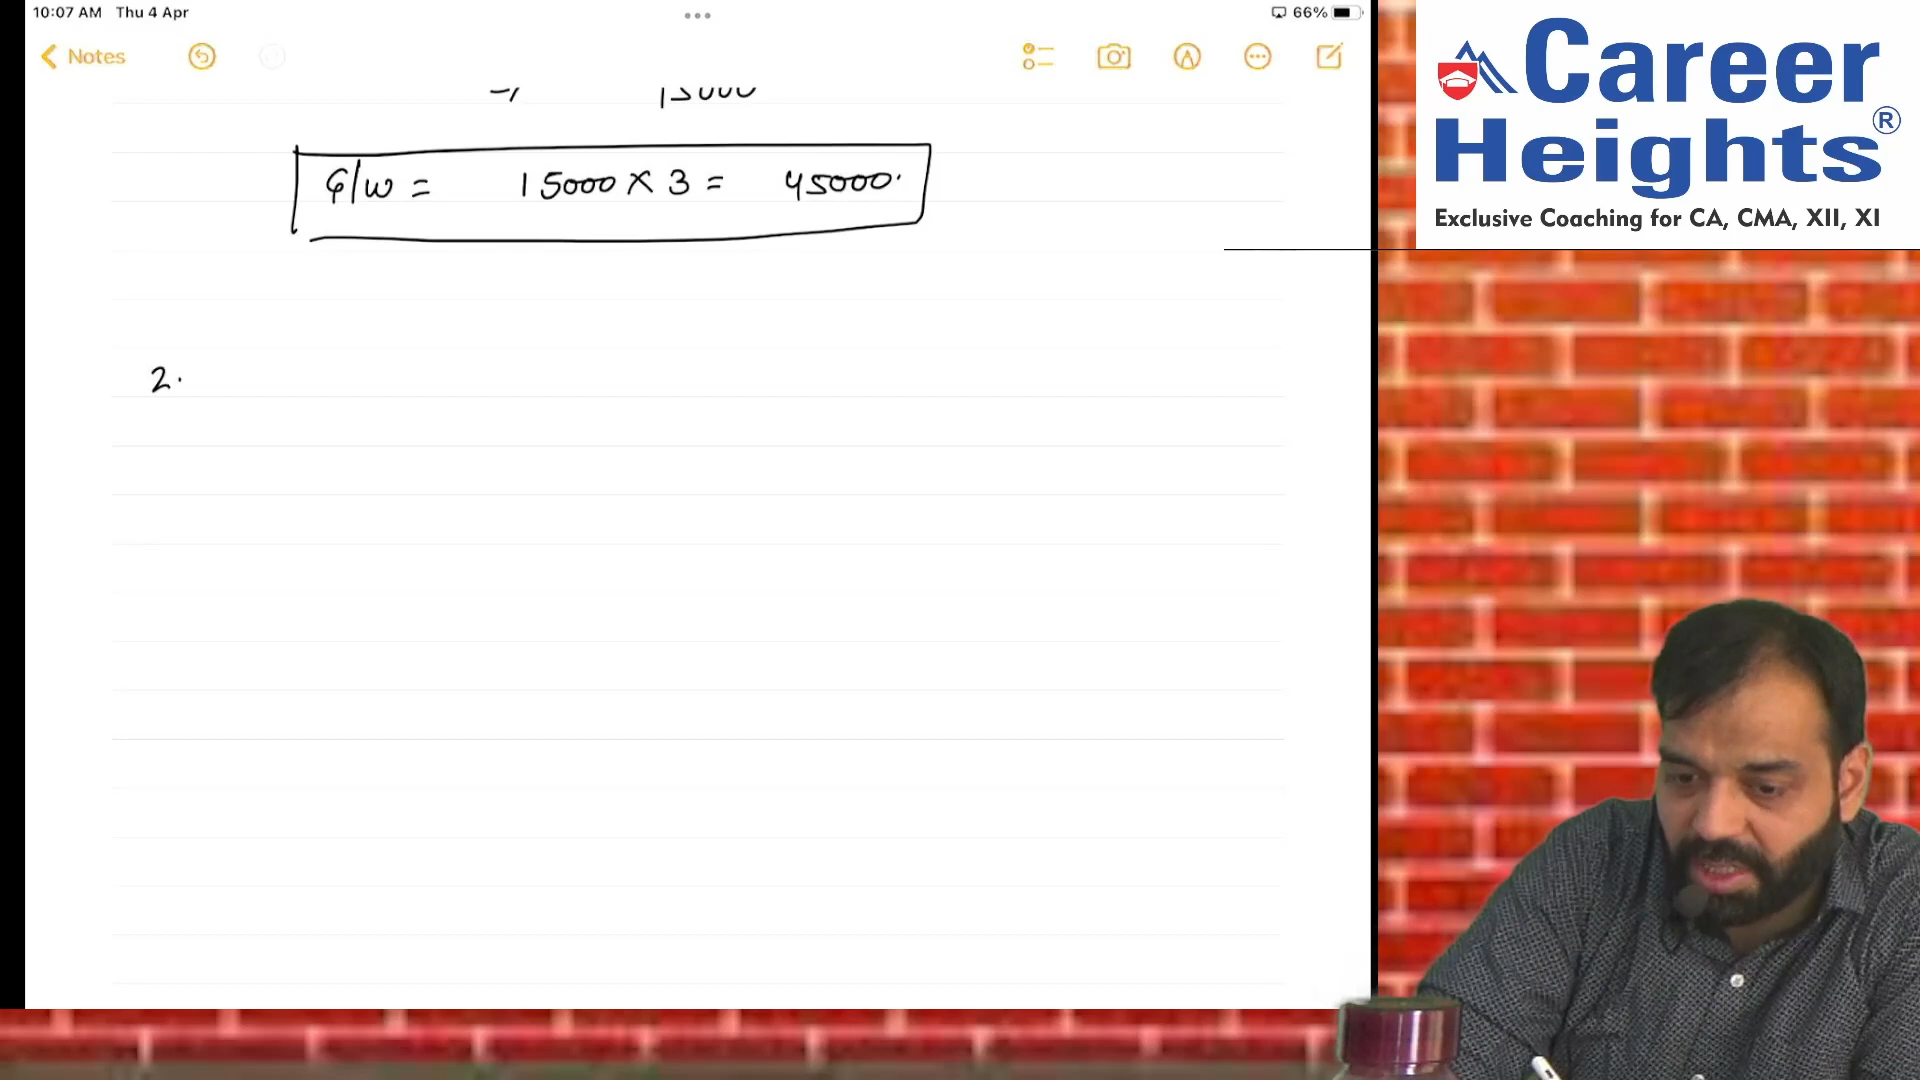 10:07 AM Thu 4 Apr
66%
Notes
15000
G/W = 15000 × 3 = 45000.
2.
Career
Heights®
Exclusive Coaching for CA, CMA, XII, XI